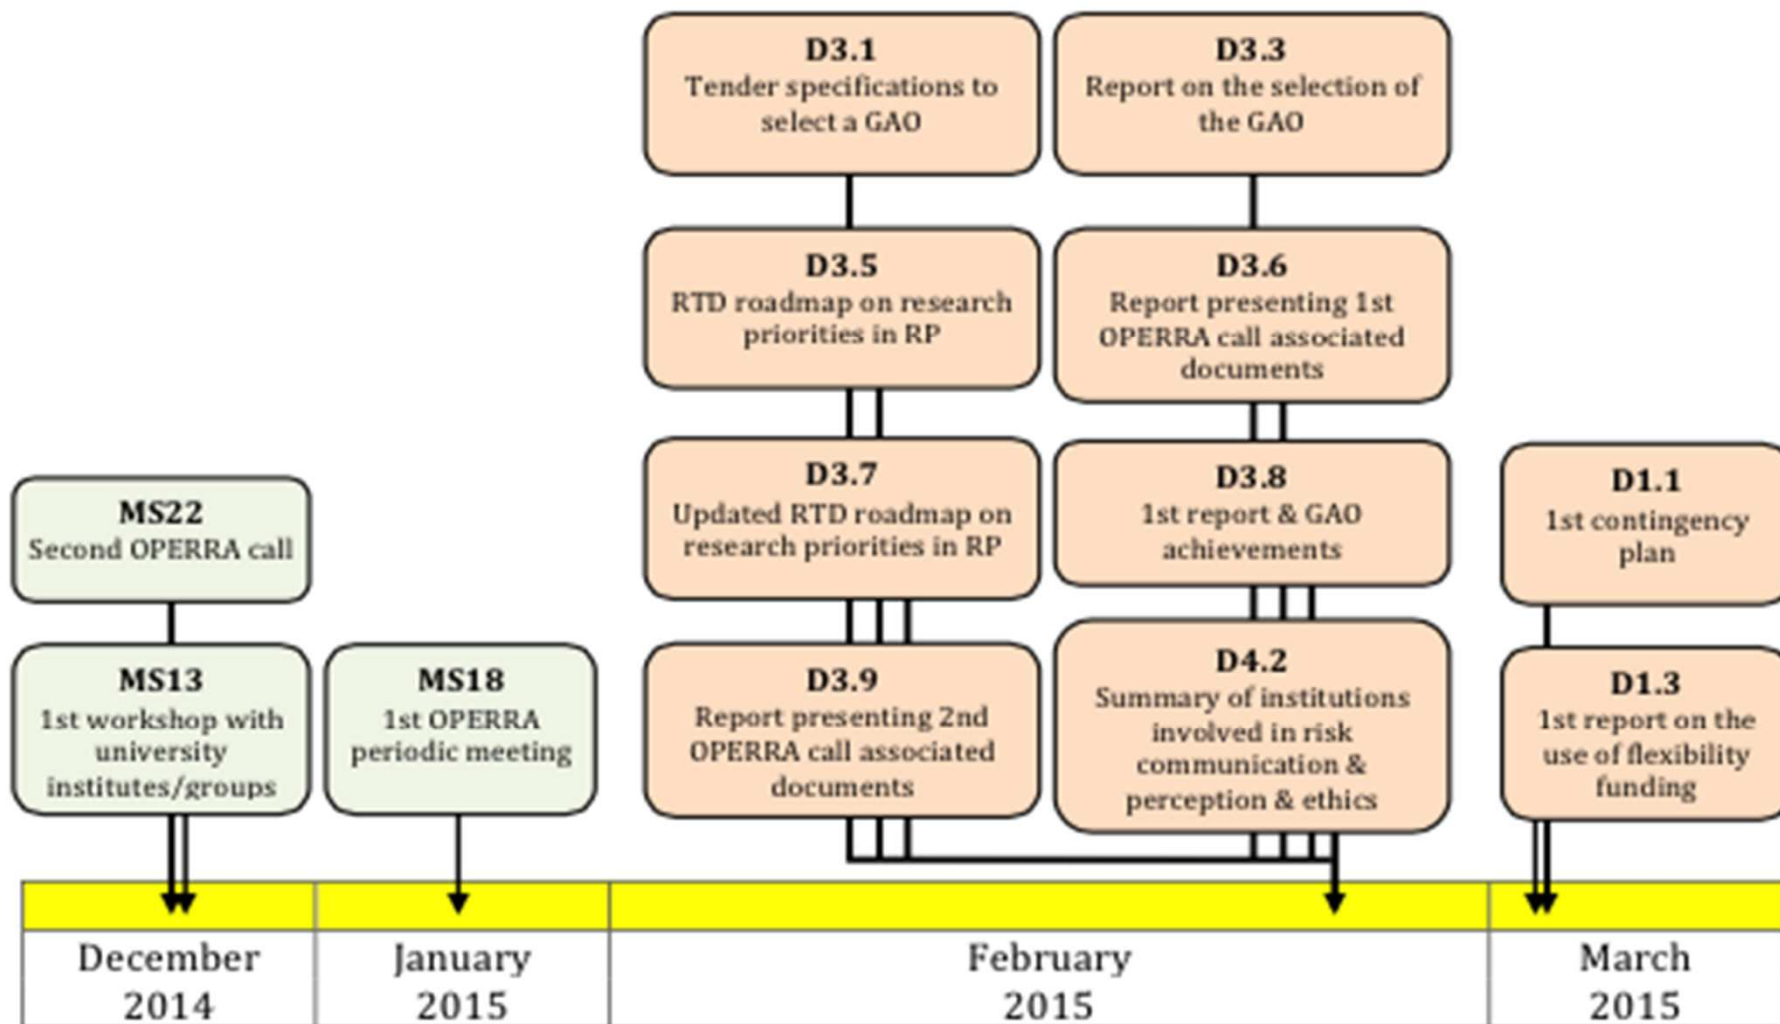 D3.1
Tender specifications to
select a GAO
D3.3
Report on the selection of
the GAO
D3.5
RTD roadmap on research
priorities in RP
D3.6
Report presenting 1st
OPERRA call associated
documents
D3.7
Updated RTD roadmap on
research priorities in RP
D3.8
1st report & GAO
achievements
D1.1
1st contingency
plan
MS22
Second OPERRA call
MS13
1st workshop with
university
institutes/groups
MS18
1st OPERRA
periodic meeting
D3.9
Report presenting 2nd
OPERRA call associated
documents
D4.2
Summary of institutions
involved in risk
communication &
perception & ethics
D1.3
1st report on the
use of flexibility
funding
December
2014
January
2015
February
2015
March
2015